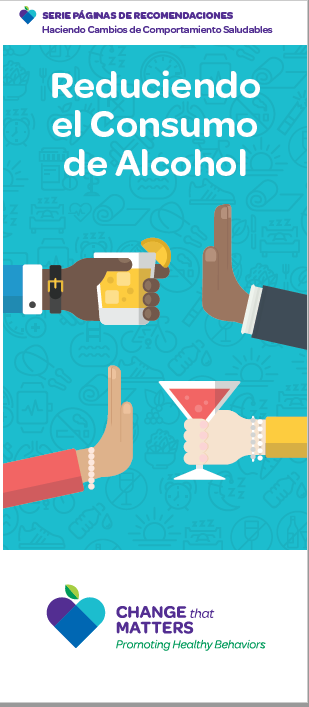 SERIE PÁGINAS DE RECOMENDACIONES
Haciendo Cambios de Comportamiento Saludables
Reduciendo
el Consumo
de Alcohol
CHANGE that
MATTERS
Promoting Healthy Behaviors